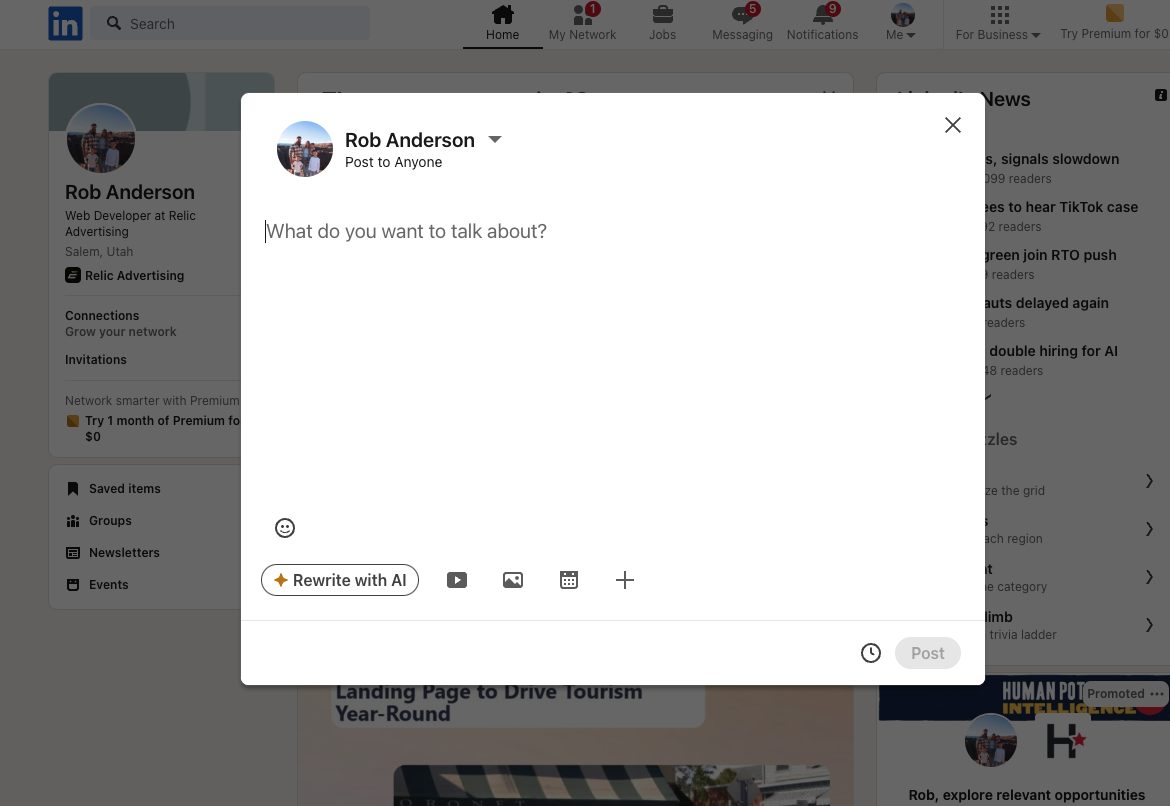 in
Search
Home
1
My Network
Jobs
5
Messaging
9
Notifications
Me
For Business
Try Premium for $0
Rob Anderson
Web Developer at Relic
Advertising
Salem, Utah
Relic Advertising
Connections
Grow your network
Invitations
Network smarter with Premium
Try 1 month of Premium fo
$0
Saved items
Groups
Newsletters
Events
Rob Anderson
Post to Anyone
What do you want to talk about?
Rewrite with AI
Post
News
s, signals slowdown
099 readers
ees to hear TikTok case
92 readers
green join RTO push
readers
auts delayed again
readers
double hiring for AI
48 readers
zzles
ze the grid
s
ach region
nt
ne category
limb
trivia ladder
Landing Page to Drive Tourism
Year-Round
HUMAN POT
INTELLIGENCE
Promoted
H
Rob, explore relevant opportunities